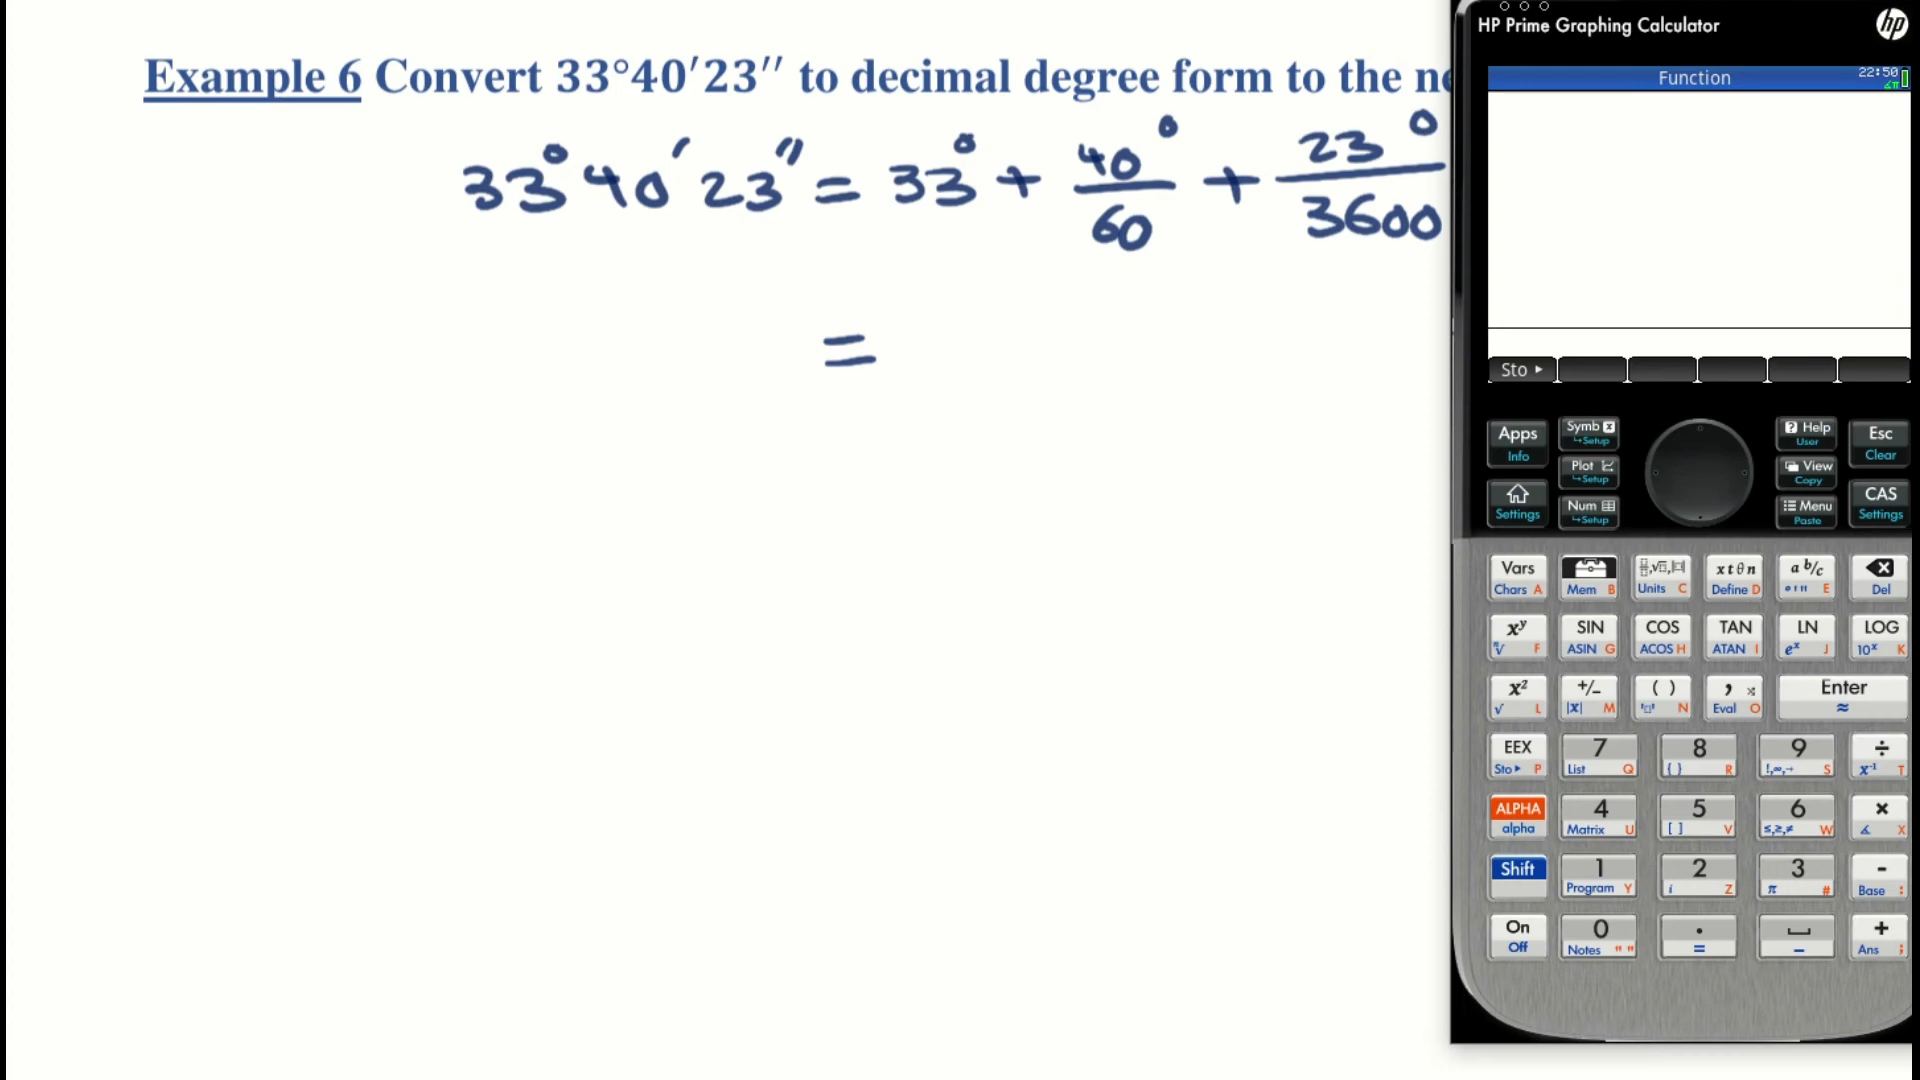 Example 6 Convert 33°40′23″ to decimal degree form to the ne
33° 40′ 23″ = 33° + 40°/60 + 23°/3600
=
HP Prime Graphing Calculator
hp
Function 22:50
∡π
Sto ▸
Apps Symb Help Esc
Info Setup User Clear
Plot View
Setup Copy
CAS
Settings Num Menu Settings
Setup Paste
Vars x t θ n a b/c
Chars A Mem B Units C Define D ° ′ ″ E Del
x^y SIN COS TAN LN LOG
ⁿ√ F ASIN G ACOS H ATAN I e^x J 10^x K
x² +/- ( ) , Enter
√ L |x| M N Eval O ≈
EEX 7 8 9 ÷
Sto ▸ P List Q { } R !,∞,→ S x⁻¹ T
ALPHA 4 5 6 ×
alpha Matrix U [ ] V ≤,≥,≠ W ∡ X
Shift 1 2 3 -
Program Y i Z π # Base :
On 0 . ␣ +
Off Notes " " = _ Ans ;